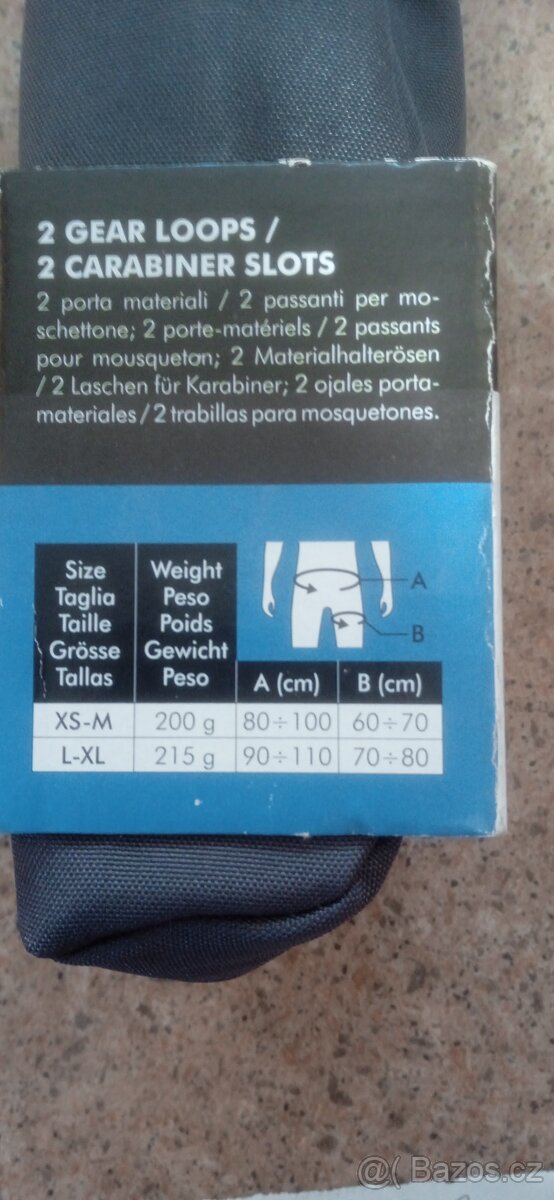 2 GEAR LOOPS /
2 CARABINER SLOTS
2 porta materiali / 2 passanti per mo-
schettone; 2 porte-matériels / 2 passants
pour mousqueton; 2 Materialhalterösen
/ 2 Laschen für Karabiner; 2 ojales porta-
materiales / 2 trabillas para mosquetones.
Size
Taglia
Taille
Grösse
Tallas
Weight
Peso
Poids
Gewicht
Peso
A
B
A (cm)
B (cm)
XS-M 200 g 80÷100 60÷70
L-XL 215 g 90÷110 70÷80
@( Bazos.cz